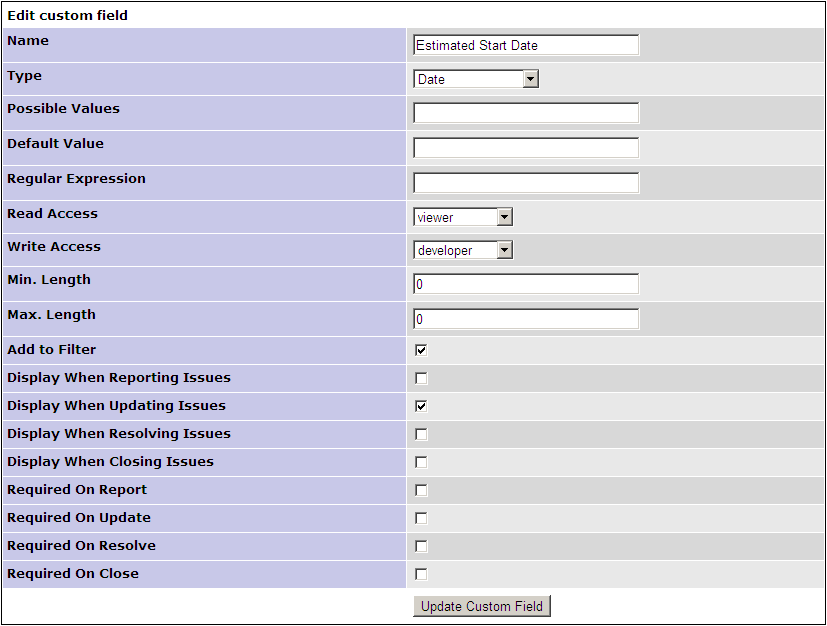 Edit custom field
Name Estimated Start Date
Type Date
Possible Values
Default Value
Regular Expression
Read Access viewer
Write Access developer
Min. Length 0
Max. Length 0
Add to Filter
Display When Reporting Issues
Display When Updating Issues
Display When Resolving Issues
Display When Closing Issues
Required On Report
Required On Update
Required On Resolve
Required On Close
Update Custom Field